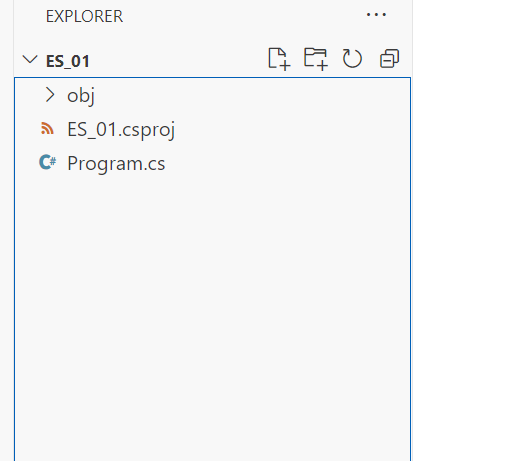 EXPLORER
ES_01
obj
ES_01.csproj
C# Program.cs